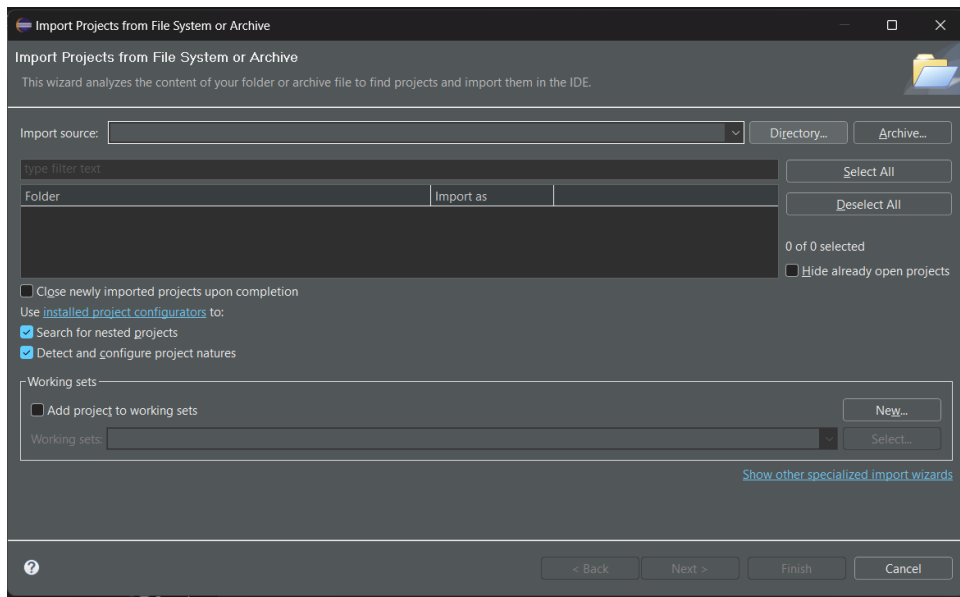 Import Projects from File System or Archive
Import Projects from File System or Archive
This wizard analyzes the content of your folder or archive file to find projects and import them in the IDE.
Import source: Directory... Archive...
type filter text Select All
Folder Import as
Deselect All
0 of 0 selected
Hide already open projects
Close newly imported projects upon completion
Use installed project configurators to:
Search for nested projects
Detect and configure project natures
Working sets
Add project to working sets New...
Working sets: Select...
Show other specialized import wizards
? < Back Next > Finish Cancel